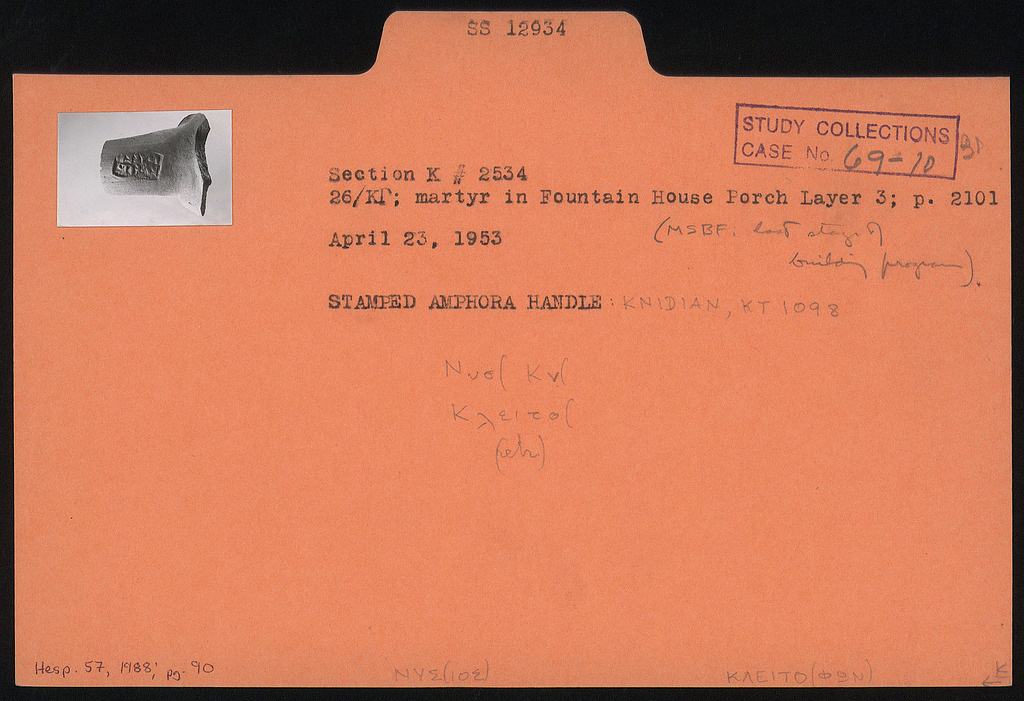 SS 12934
STUDY COLLECTIONS
CASE No. 69-10
Section K # 2534
26/ΚΓ; martyr in Fountain House Porch Layer 3; p. 2101
April 23, 1953
(MSBF: last stage of
building program).
STAMPED AMPHORA HANDLE: KNIDIAN, KT 1098
Νυσ( Κν(
Κλειτο(
(retr)
Hesp. 57, 1988, pg. 90
ΝΥΣ(ΙΟΣ)
ΚΛΕΙΤΟ(ΦΩΝ)
K